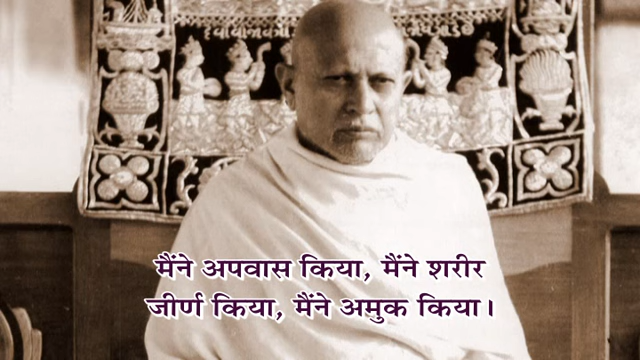 मैंने अपवास किया, मैंने शरीर
जीर्ण किया, मैंने अमुक किया।